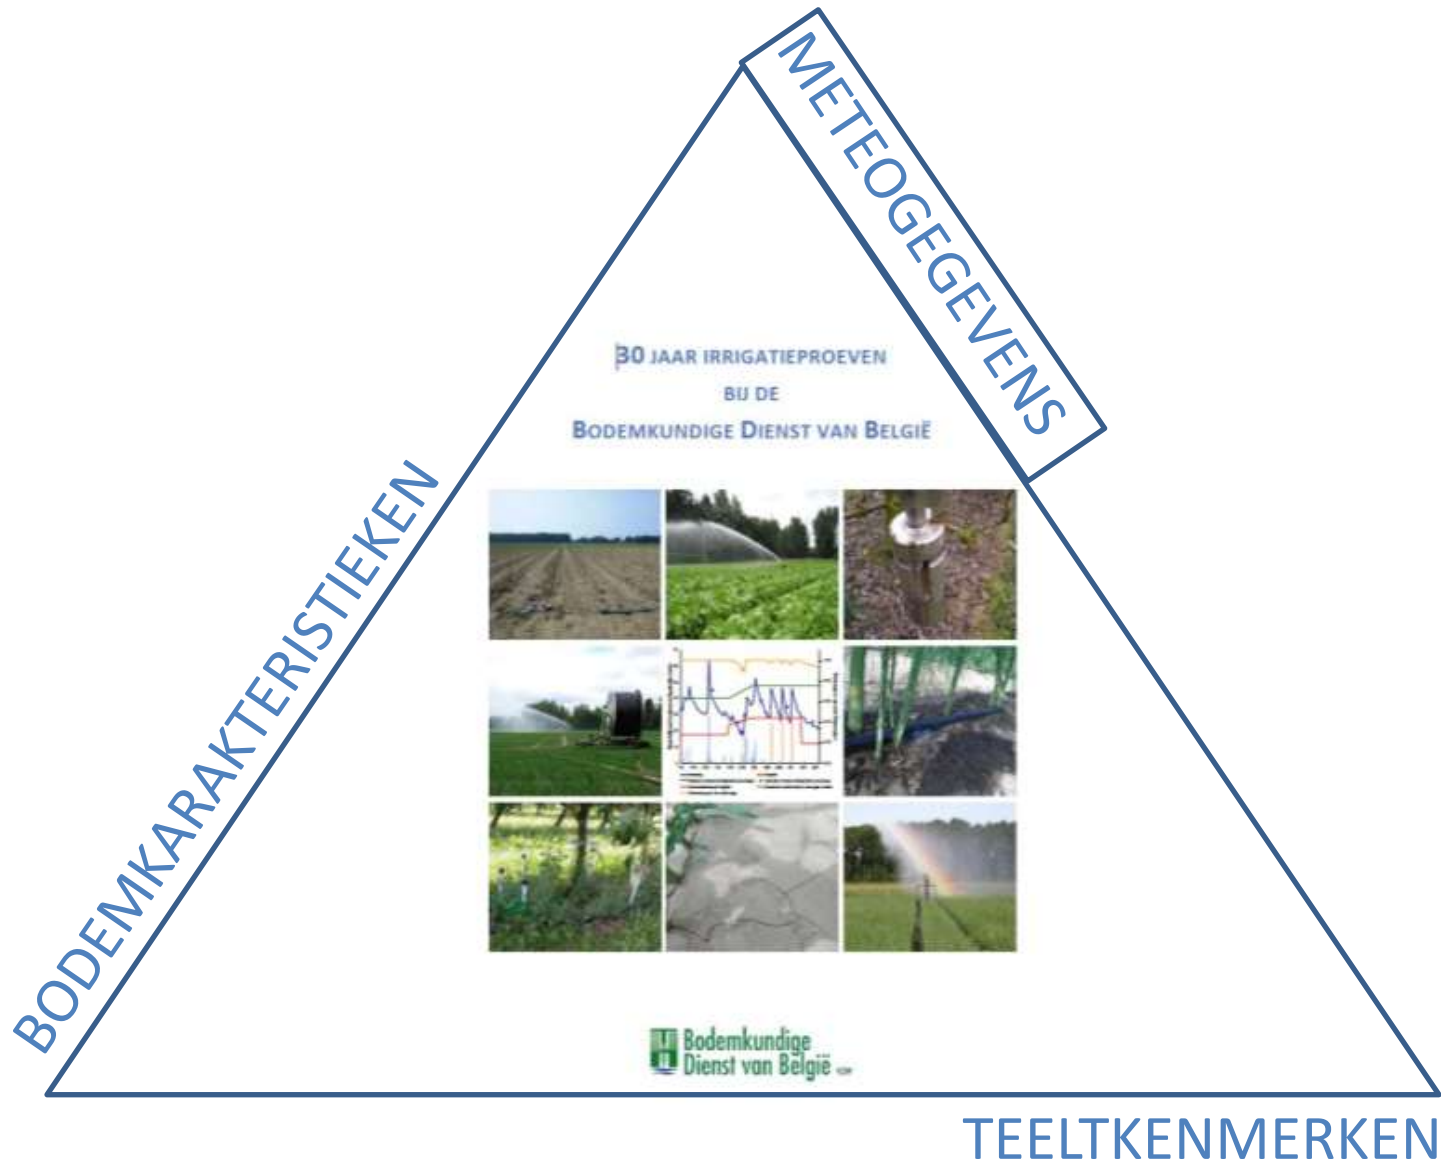 METEOGEGEVENS
30 JAAR IRRIGATIEPROEVEN
BIJ DE
BODEMKUNDIGE DIENST VAN BELGIË
BODEMKARAKTERISTIEKEN
Bodemkundige
Dienst van België
TEELTKENMERKEN